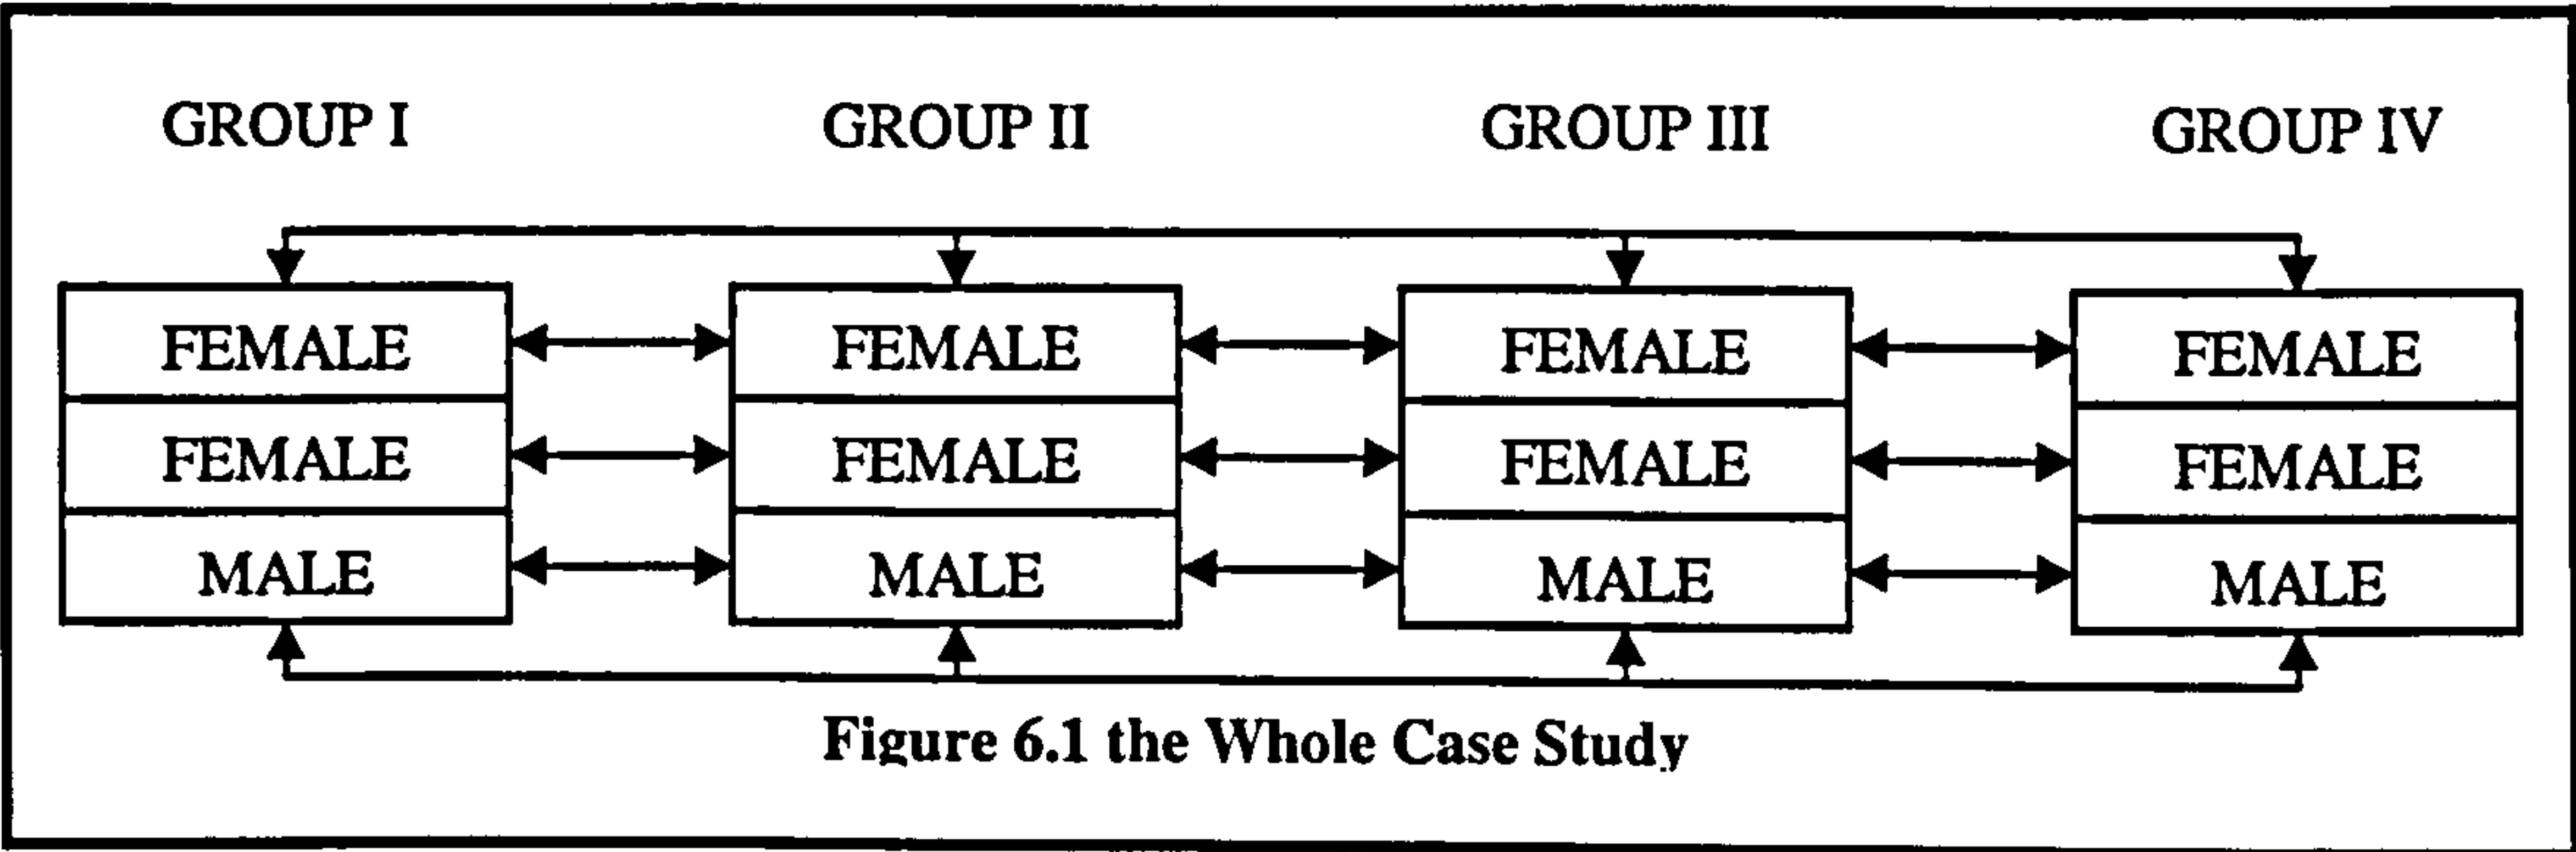 GROUP I GROUP II GROUP III GROUP IV
FEMALE FEMALE FEMALE FEMALE
FEMALE FEMALE FEMALE FEMALE
MALE MALE MALE MALE
Figure 6.1 the Whole Case Study